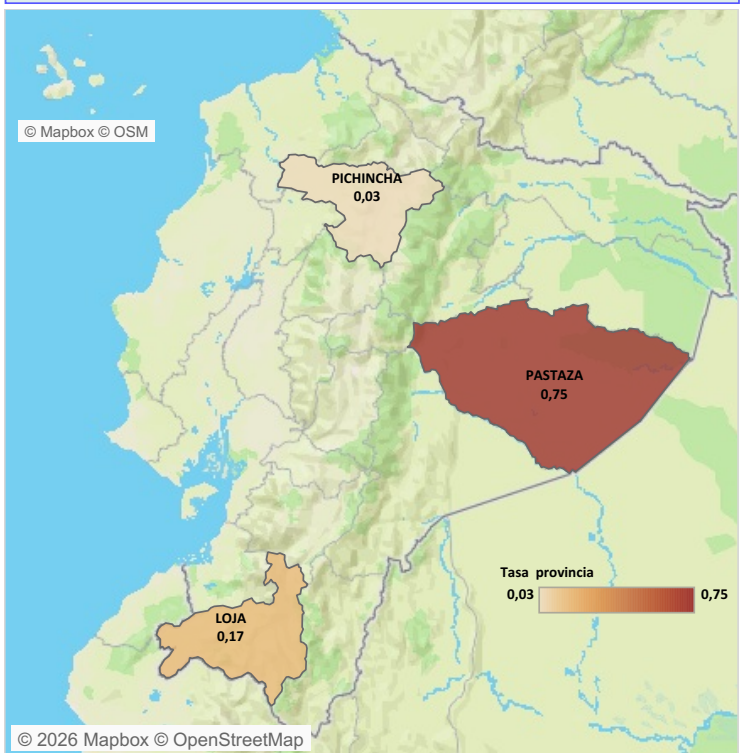 © Mapbox © OSM
PICHINCHA
0,03
PASTAZA
0,75
Tasa provincia
0,03 0,75
LOJA
0,17
© 2026 Mapbox © OpenStreetMap